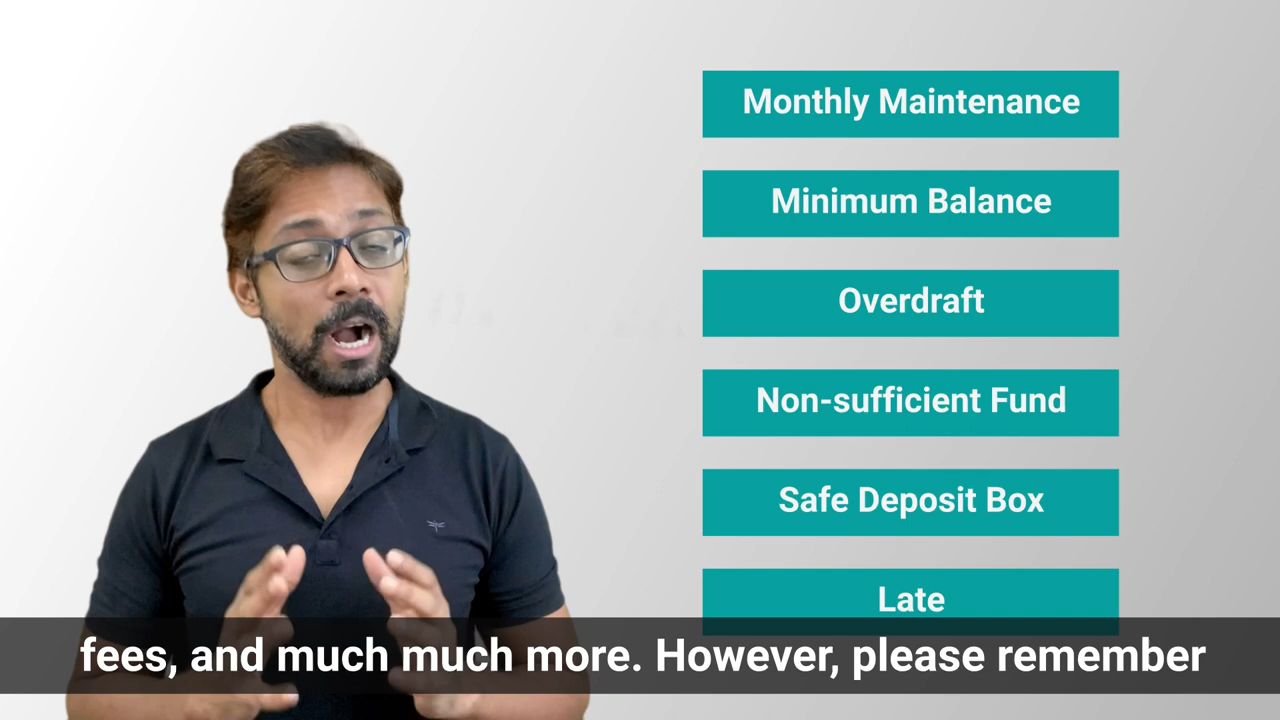 Monthly Maintenance
Minimum Balance
Overdraft
Non-sufficient Fund
Safe Deposit Box
Late
fees, and much much more. However, please remember